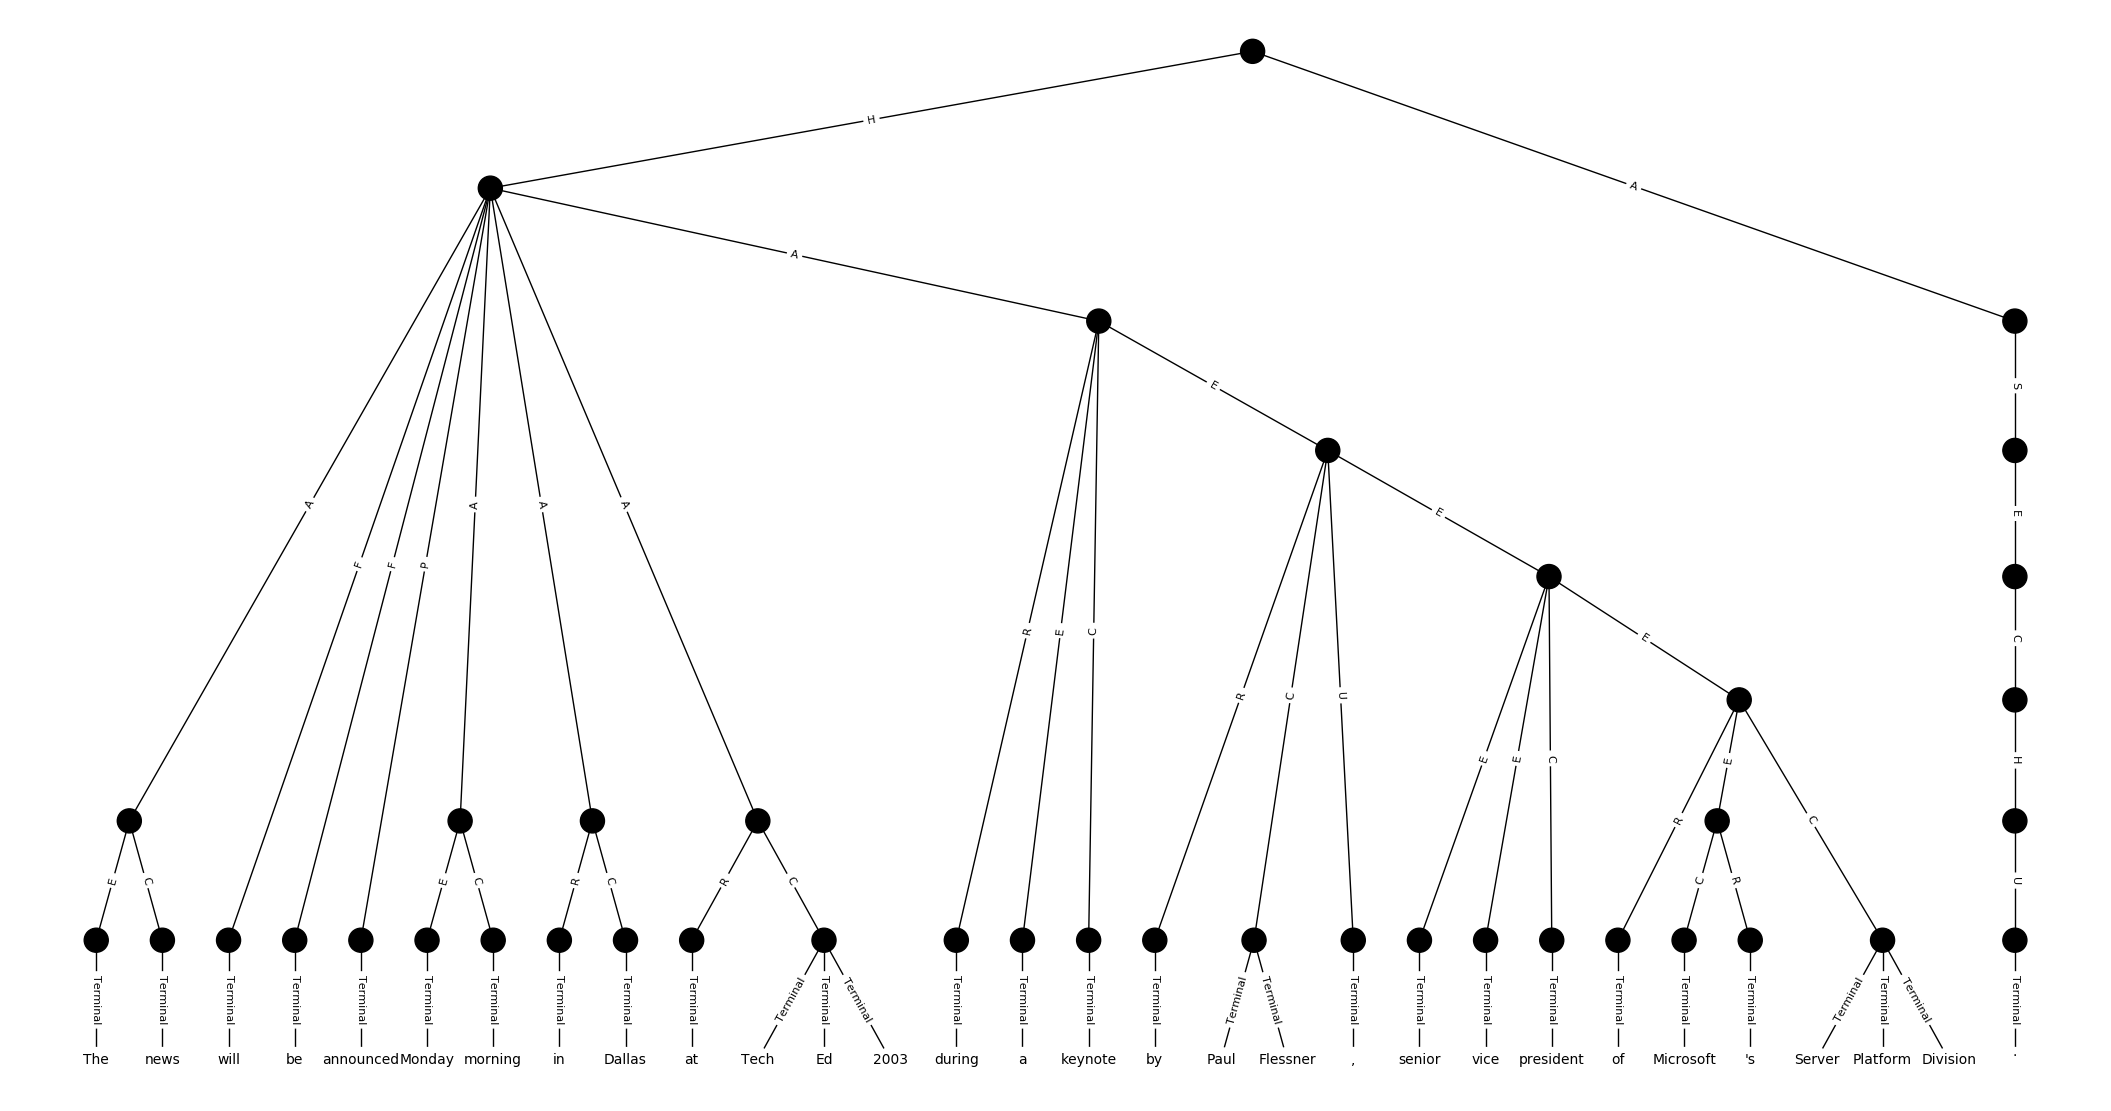 H
A
A
S
E
A
F
F
P
A
A
A
E
E
R
E
C
E
C
R
C
U
E
E
C
H
R
E
C
E
C
E
C
R
C
R
C
C
R
U
Terminal Terminal Terminal Terminal Terminal Terminal Terminal Terminal Terminal Terminal Terminal Terminal Terminal Terminal Terminal Terminal Terminal Terminal Terminal Terminal Terminal Terminal Terminal Terminal Terminal Terminal Terminal Terminal Terminal Terminal
The news will be announced Monday morning in Dallas at Tech Ed 2003 during a keynote by Paul Flessner , senior vice president of Microsoft 's Server Platform Division .